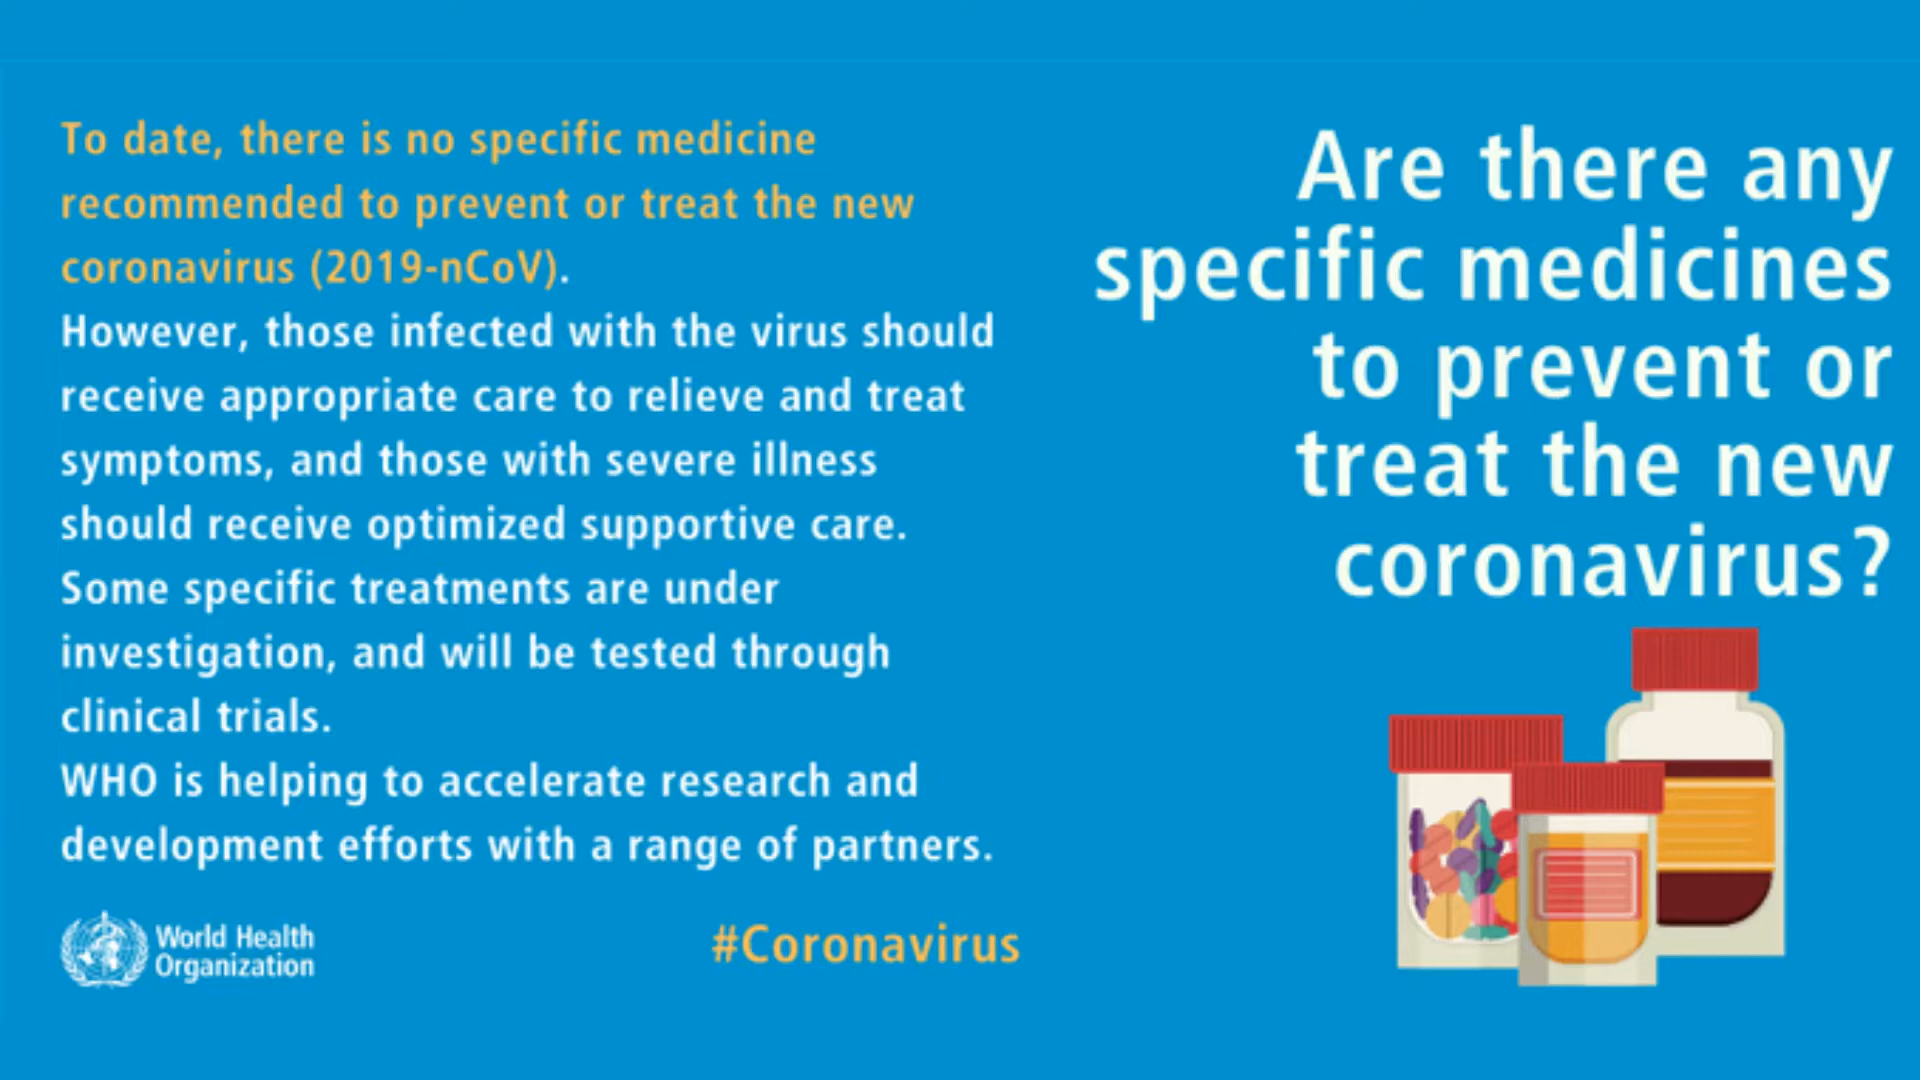 To date, there is no specific medicine
recommended to prevent or treat the new
coronavirus (2019-nCoV).
However, those infected with the virus should
receive appropriate care to relieve and treat
symptoms, and those with severe illness
should receive optimized supportive care.
Some specific treatments are under
investigation, and will be tested through
clinical trials.
WHO is helping to accelerate research and
development efforts with a range of partners.
World Health
Organization
#Coronavirus
Are there any
specific medicines
to prevent or
treat the new
coronavirus?